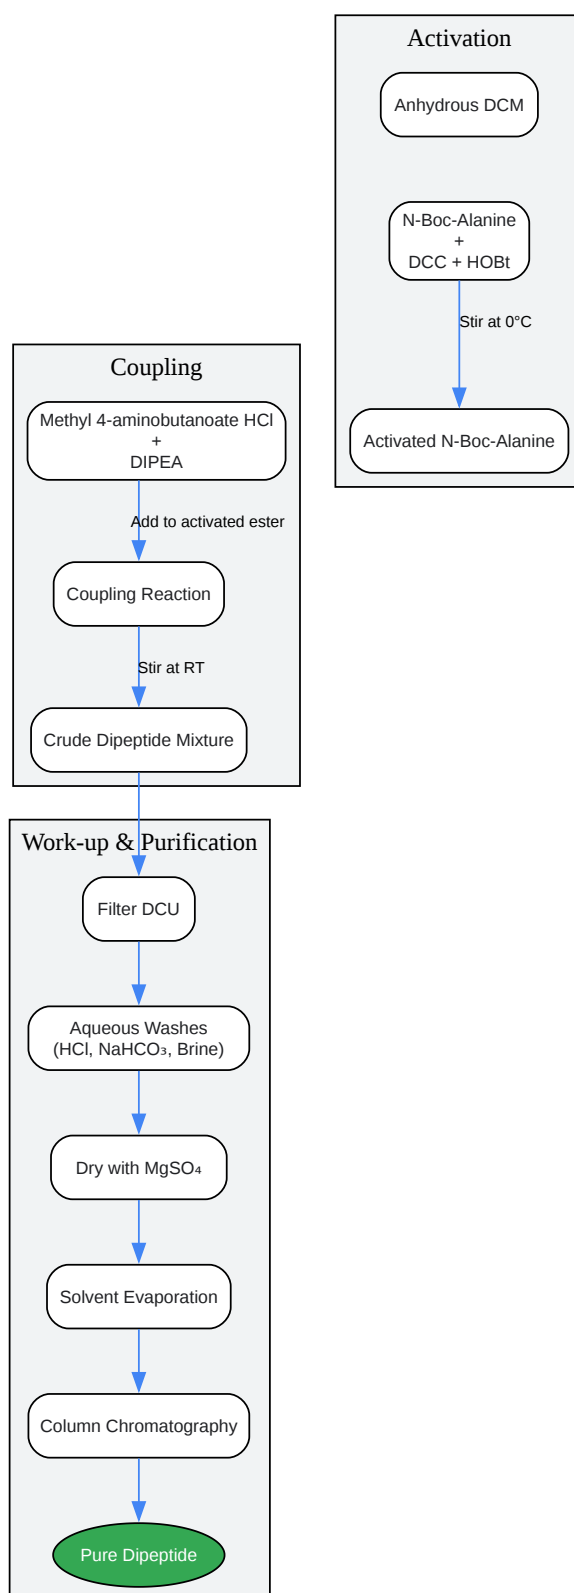 Activation
Anhydrous DCM
N-Boc-Alanine
+
DCC + HOBt
Stir at 0°C
Activated N-Boc-Alanine
Coupling
Methyl 4-aminobutanoate HCl
+
DIPEA
Add to activated ester
Coupling Reaction
Stir at RT
Crude Dipeptide Mixture
Work-up & Purification
Filter DCU
Aqueous Washes
(HCl, NaHCO₃, Brine)
Dry with MgSO₄
Solvent Evaporation
Column Chromatography
Pure Dipeptide